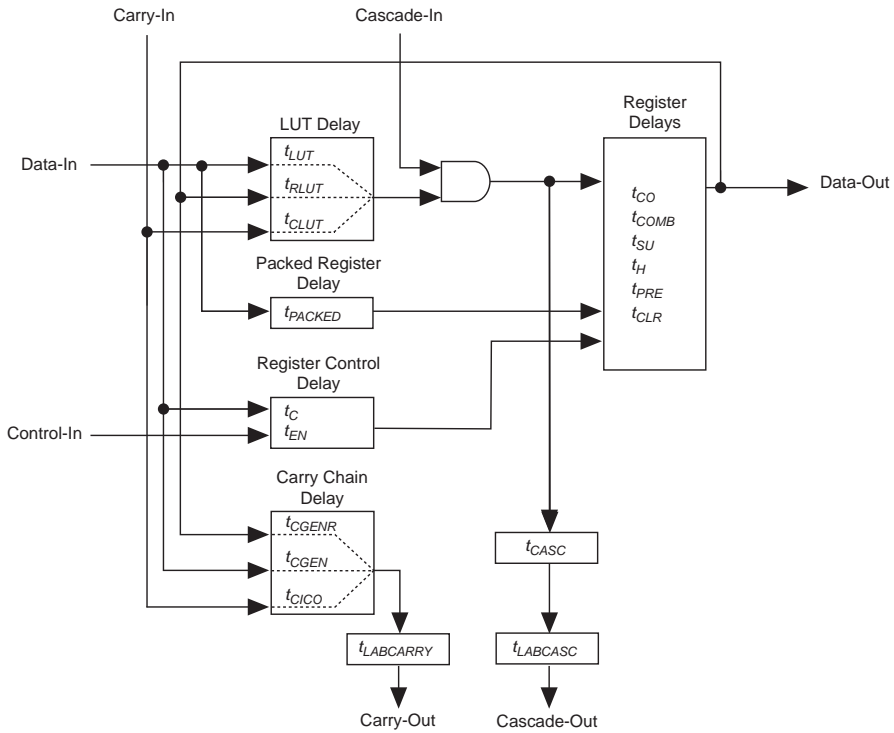 Carry-In
Cascade-In
LUT Delay
Register
Delays
Data-In
tLUT
tRLUT
tCLUT
Data-Out
tCO
tCOMB
tSU
tH
tPRE
tCLR
Packed Register
Delay
tPACKED
Register Control
Delay
tC
tEN
Control-In
Carry Chain
Delay
tCGENR
tCGEN
tCICO
tCASC
tLABCARRY
tLABCASC
Carry-Out
Cascade-Out